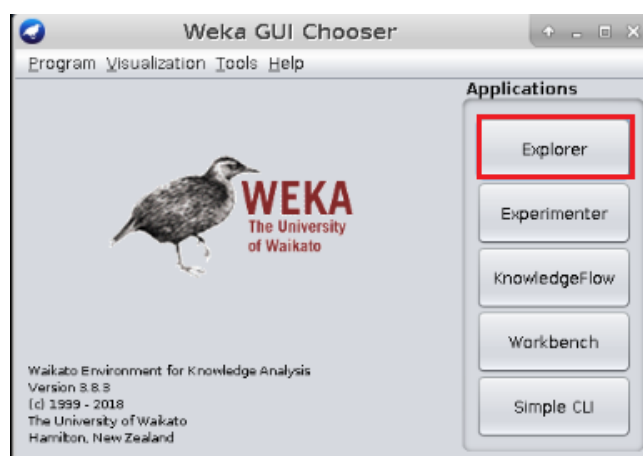 Weka GUI Chooser
Program Visualization Tools Help
Applications
Explorer
Experimenter
KnowledgeFlow
Workbench
Simple CLI
WEKA
The University
of Waikato
Waikato Environment for Knowledge Analysis
Version 3.8.3
(c) 1999 - 2018
The University of Waikato
Hamilton, New Zealand